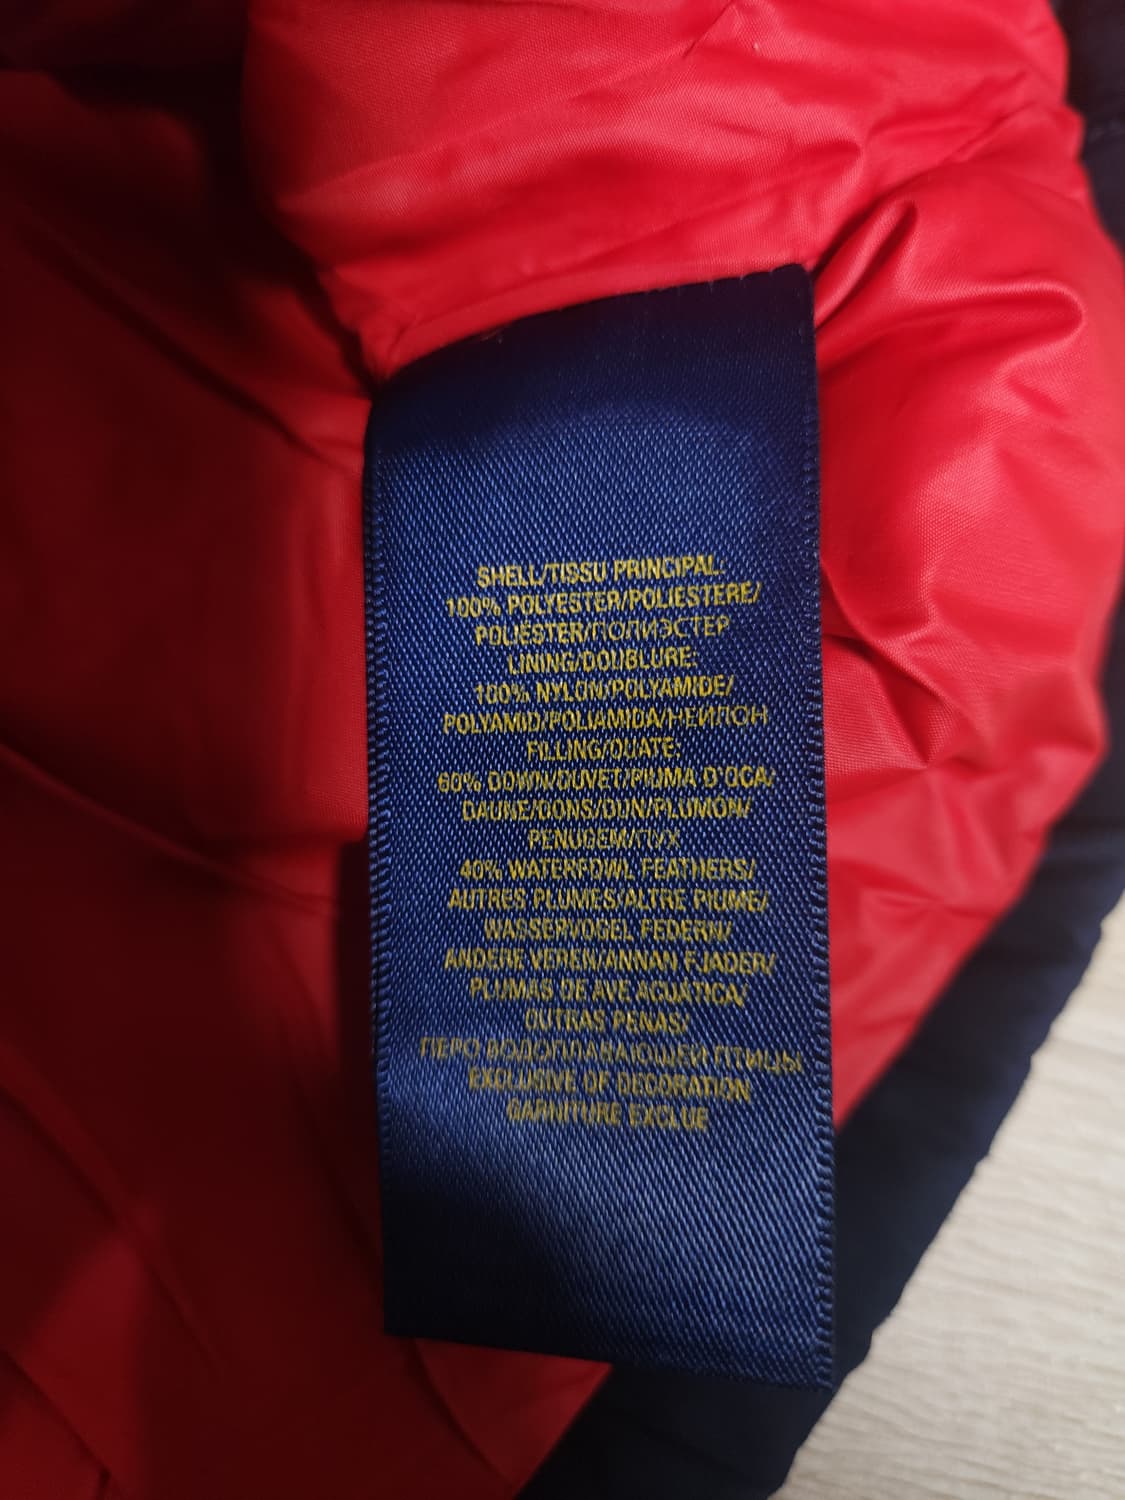 SHELL/TISSU PRINCIPAL:
100% POLYESTER/POLIESTERE/
POLIESTER/ПОЛИЭСТЕР
LINING/DOUBLURE:
100% NYLON/POLYAMIDE/
POLYAMID/POLIAMIDA/НЕЙЛОН
FILLING/OUATE:
60% DOWN/DUVET/PIUMA D'OCA/
DAUNE/DONS/DUN/PLUMON/
PENUGEM/ПУХ
40% WATERFOWL FEATHERS/
AUTRES PLUMES/ALTRE PIUME/
WASSERVOGEL FEDERN/
ANDERE VEREN/ANNAN FJADER/
PLUMAS DE AVE ACUATICA/
OUTRAS PENAS/
ПЕРО ВОДОПЛАВАЮЩЕЙ ПТИЦЫ
EXCLUSIVE OF DECORATION
GARNITURE EXCLUE